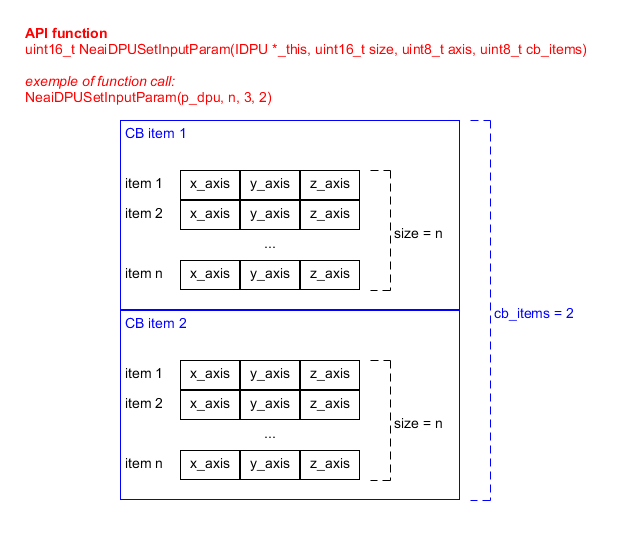 API function
uint16_t NeaiDPUSetInputParam(IDPU *_this, uint16_t size, uint8_t axis, uint8_t cb_items)
exemple of function call:
NeaiDPUSetInputParam(p_dpu, n, 3, 2)
CB item 1
item 1 x_axis y_axis z_axis
item 2 x_axis y_axis z_axis
...
size = n
item n x_axis y_axis z_axis
cb_items = 2
CB item 2
item 1 x_axis y_axis z_axis
item 2 x_axis y_axis z_axis
...
size = n
item n x_axis y_axis z_axis